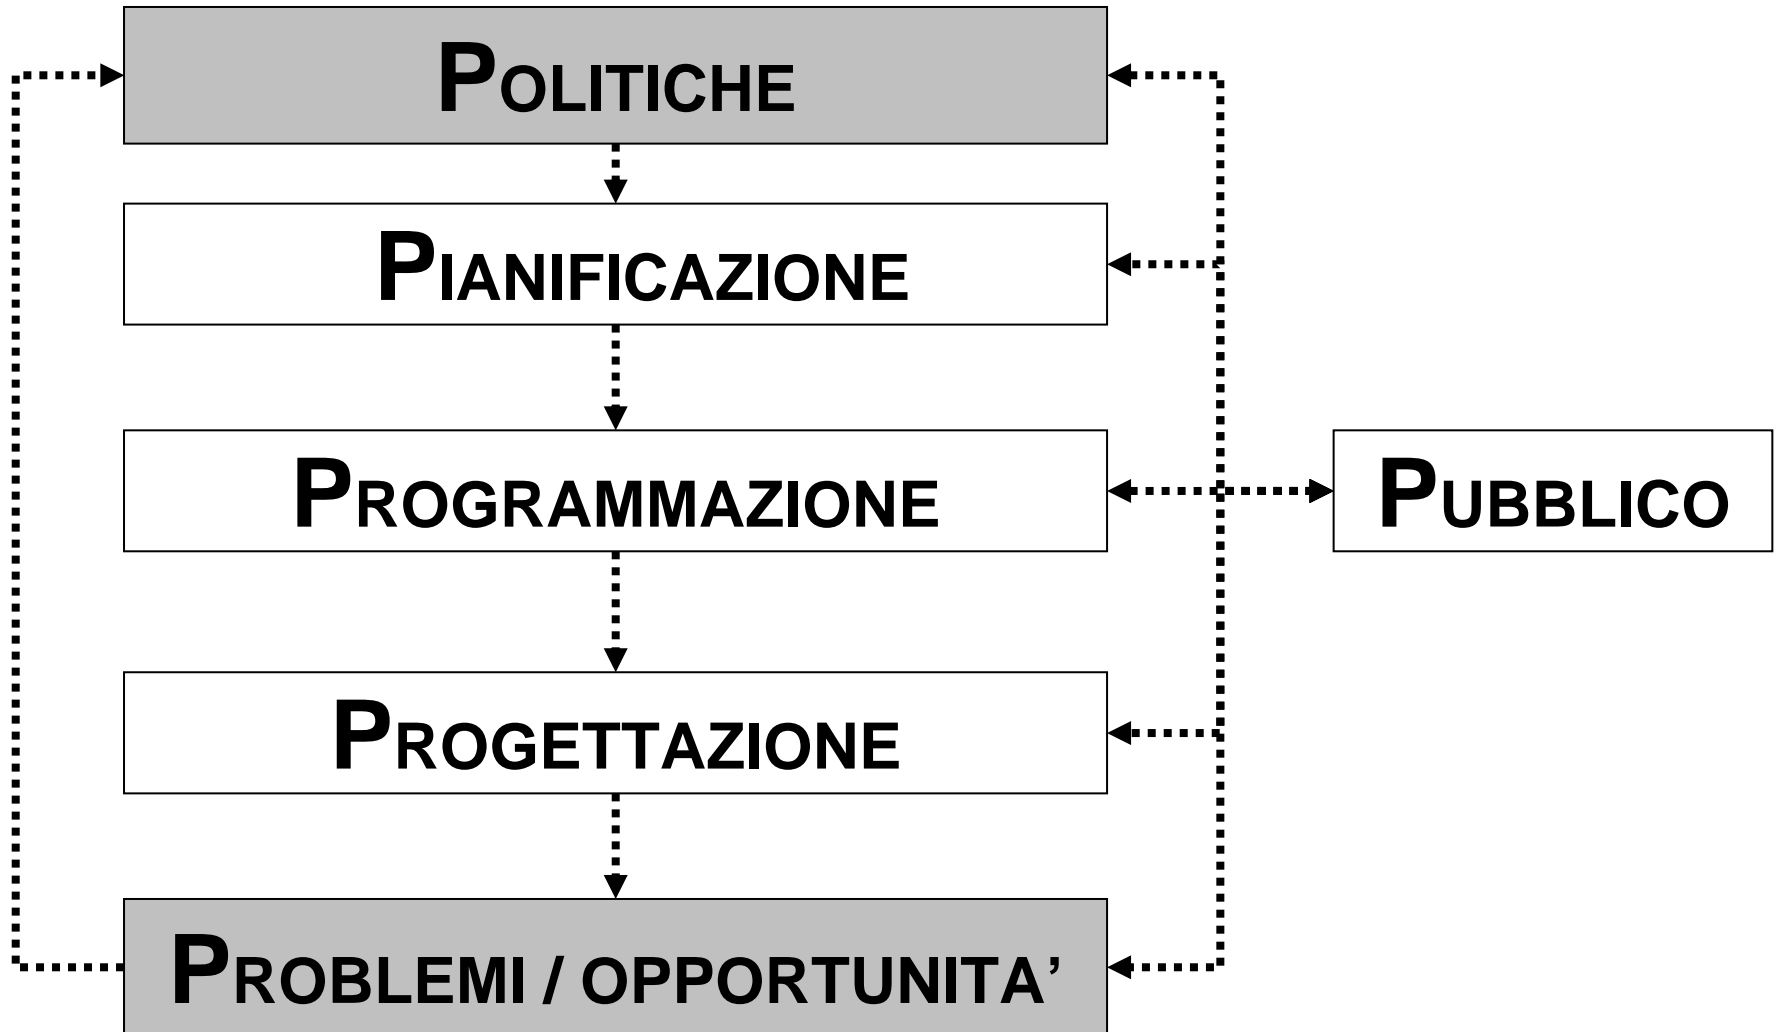 POLITICHE
PIANIFICAZIONE
PROGRAMMAZIONE
PUBBLICO
PROGETTAZIONE
PROBLEMI / OPPORTUNITA’